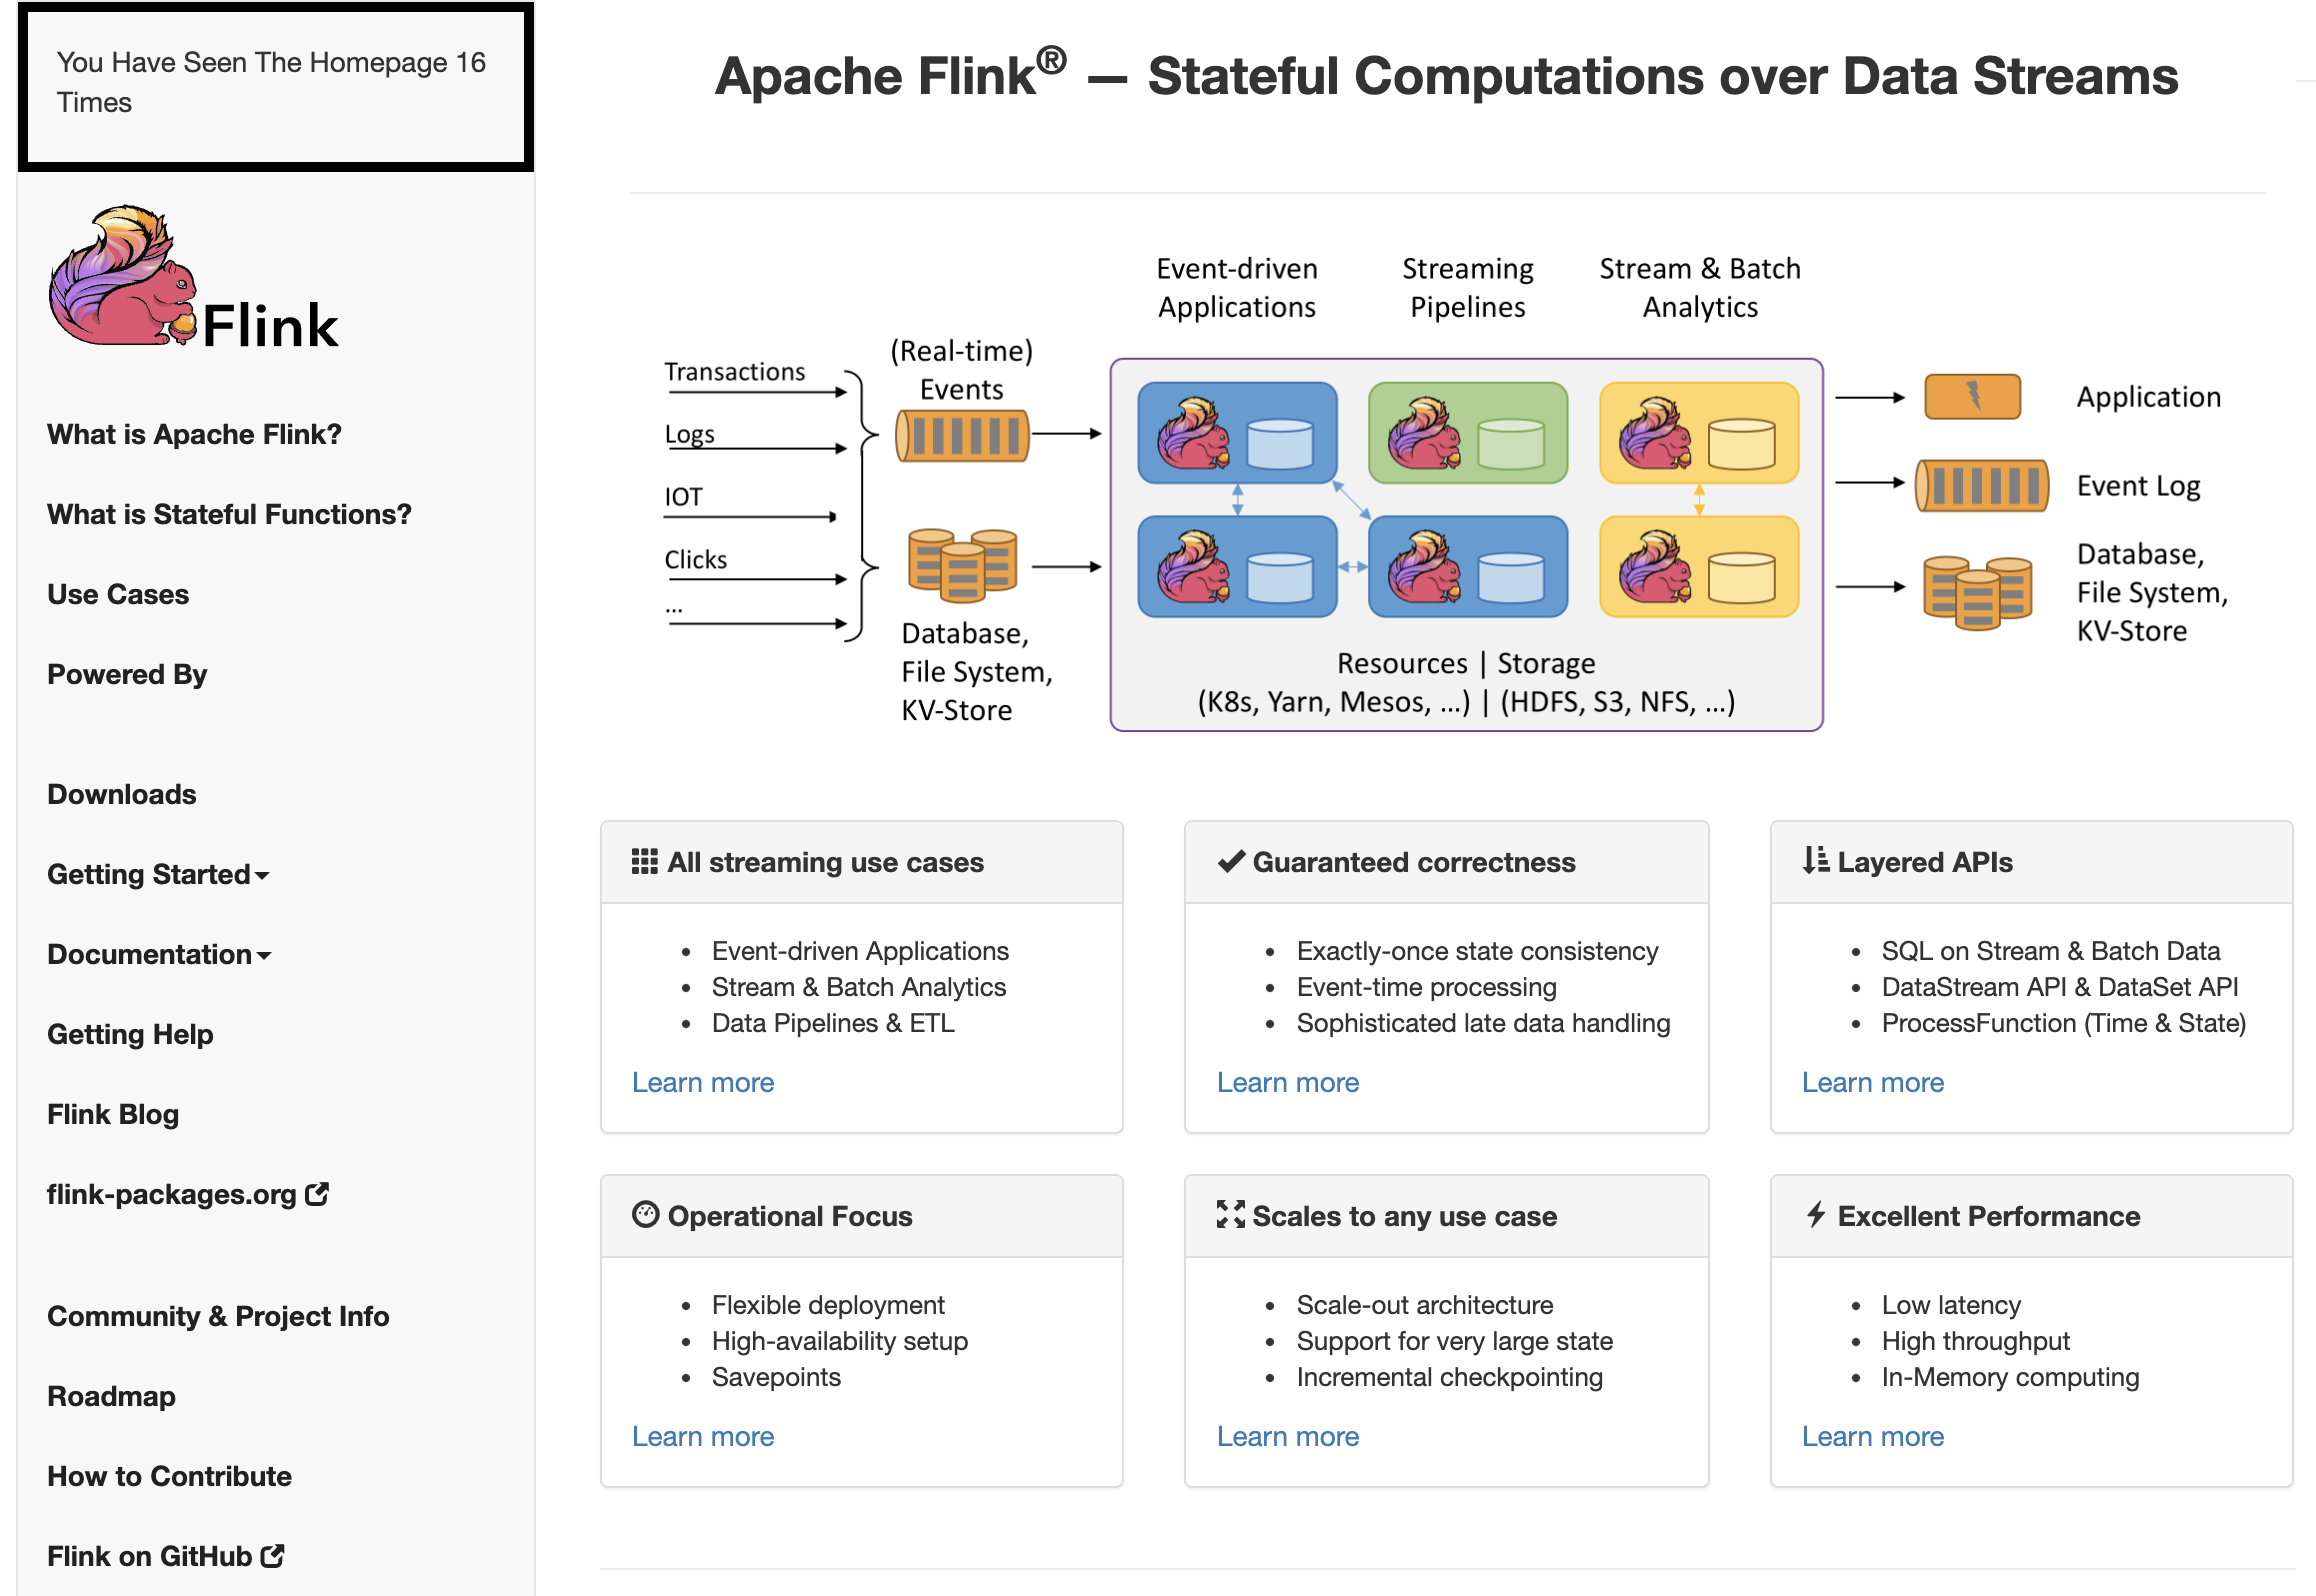 You Have Seen The Homepage 16
Times
Flink
What is Apache Flink?
What is Stateful Functions?
Use Cases
Powered By
Downloads
Getting Started
Documentation
Getting Help
Flink Blog
flink-packages.org
Community & Project Info
Roadmap
How to Contribute
Flink on GitHub
Apache Flink® — Stateful Computations over Data Streams
Transactions
Logs
IOT
Clicks
...
(Real-time)
Events
Database,
File System,
KV-Store
Event-driven
Applications
Streaming
Pipelines
Stream & Batch
Analytics
Resources | Storage
(K8s, Yarn, Mesos, ...) | (HDFS, S3, NFS, ...)
Application
Event Log
Database,
File System,
KV-Store
All streaming use cases
Event-driven Applications
Stream & Batch Analytics
Data Pipelines & ETL
Learn more
Guaranteed correctness
Exactly-once state consistency
Event-time processing
Sophisticated late data handling
Learn more
Layered APIs
SQL on Stream & Batch Data
DataStream API & DataSet API
ProcessFunction (Time & State)
Learn more
Operational Focus
Flexible deployment
High-availability setup
Savepoints
Learn more
Scales to any use case
Scale-out architecture
Support for very large state
Incremental checkpointing
Learn more
Excellent Performance
Low latency
High throughput
In-Memory computing
Learn more